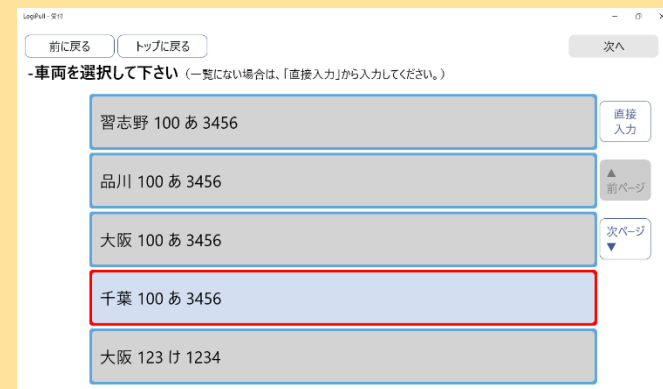 LogiPull - 受付
前に戻る トップに戻る 次へ
-車両を選択して下さい（一覧にない場合は、「直接入力」から入力してください。）
習志野 100 あ 3456
直接
入力
品川 100 あ 3456
▲
前ページ
大阪 100 あ 3456
次ページ
▼
千葉 100 あ 3456
大阪 123 け 1234